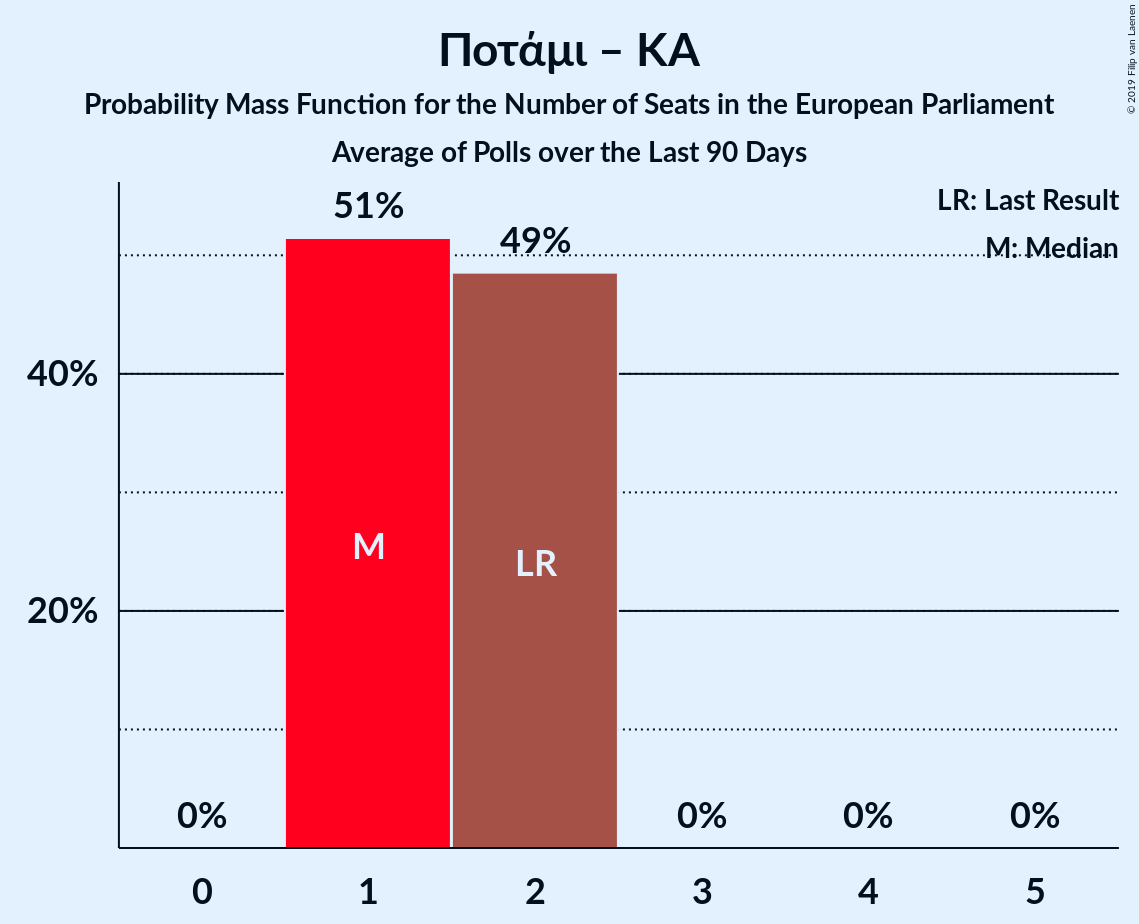 Ποτάμι – ΚΑ
Probability Mass Function for the Number of Seats in the European Parliament
Average of Polls over the Last 90 Days
© 2019 Filip van Laenen
LR: Last Result
M: Median
51%
49%
40%
20%
M
LR
0%
0%
0%
0%
0
1
2
3
4
5